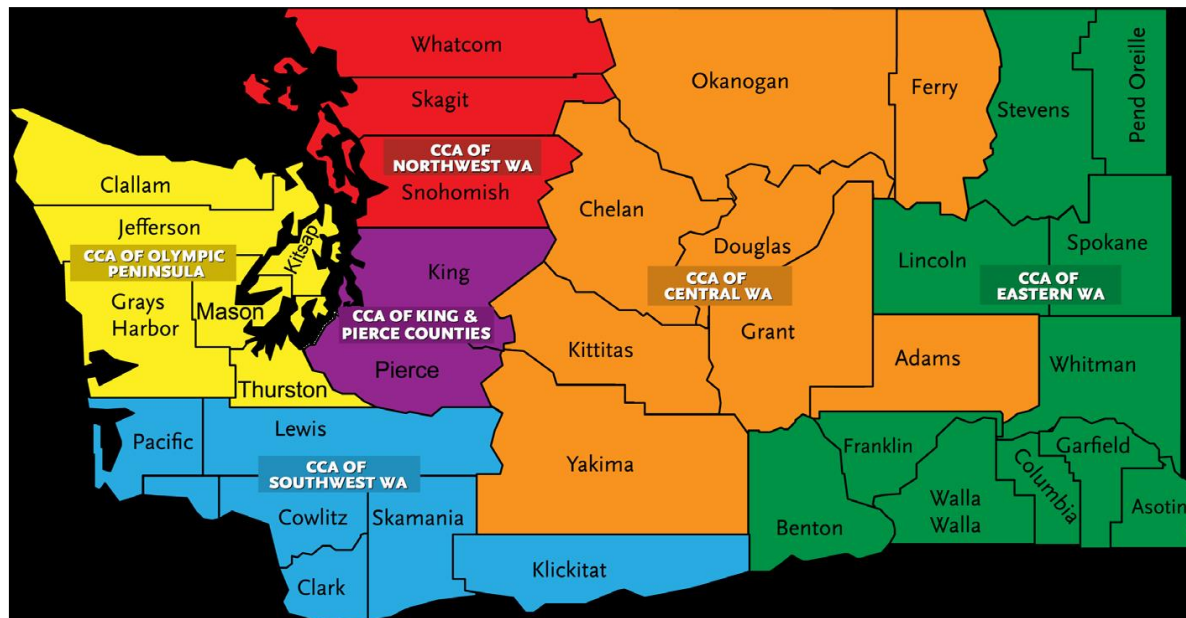 Whatcom
Skagit
CCA OF
NORTHWEST WA
Snohomish
Okanogan
Ferry
Stevens
Pend Oreille
Clallam
Jefferson
Kitsap
CCA OF OLYMPIC
PENINSULA
Grays
Harbor
Mason
Thurston
King
CCA OF KING &
PIERCE COUNTIES
Pierce
Chelan
Douglas
CCA OF
CENTRAL WA
Grant
Kittitas
Adams
Yakima
Lincoln
Spokane
CCA OF
EASTERN WA
Whitman
Franklin
Garfield
Columbia
Walla
Walla
Asotin
Benton
Pacific
Lewis
CCA OF
SOUTHWEST WA
Cowlitz
Skamania
Clark
Klickitat